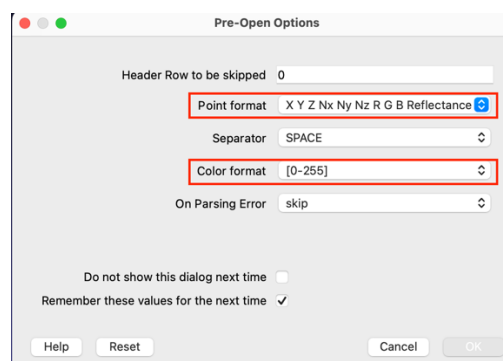 Pre-Open Options
Header Row to be skipped 0
Point format X Y Z Nx Ny Nz R G B Reflectance
Separator SPACE
Color format [0-255]
On Parsing Error skip
Do not show this dialog next time
Remember these values for the next time
Help Reset Cancel OK